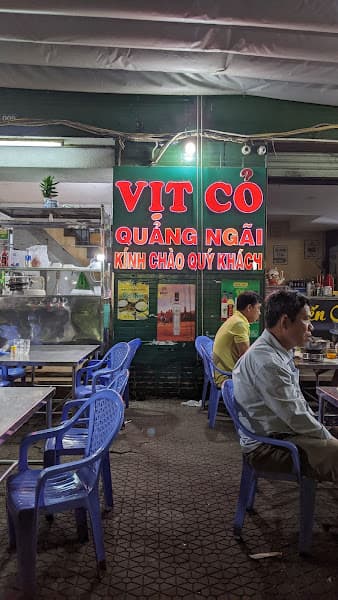 VỊT CỎ
QUẢNG NGÃI
KÍNH CHÀO QUÝ KHÁCH